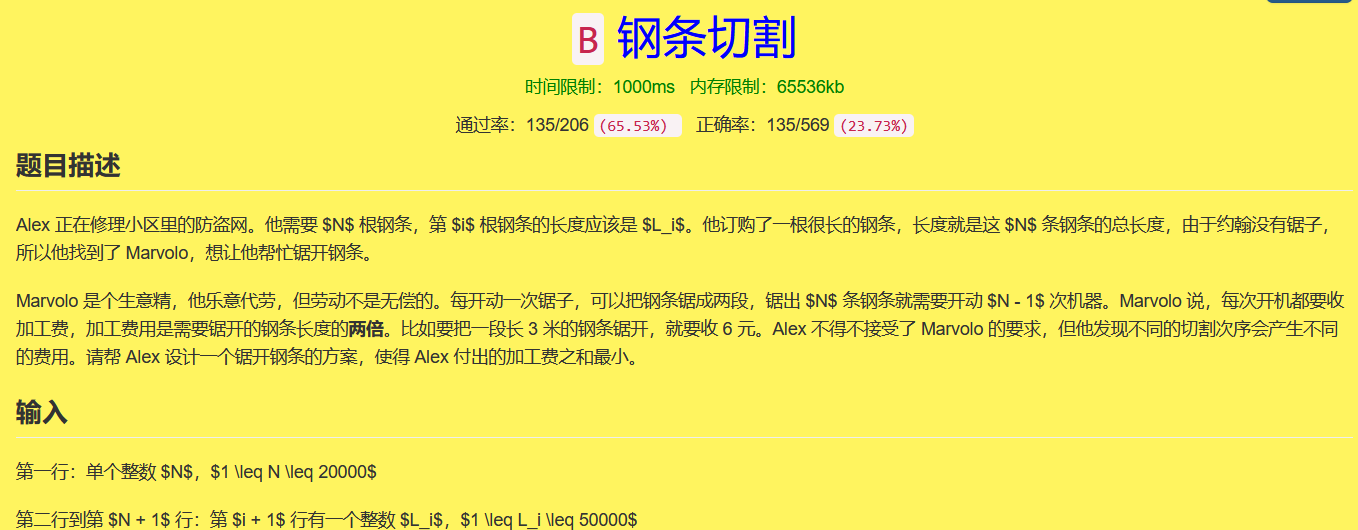 B 钢条切割
时间限制：1000ms 内存限制：65536kb
通过率：135/206 (65.53%) 正确率：135/569 (23.73%)
题目描述
Alex 正在修理小区里的防盗网。他需要 $N$ 根钢条，第 $i$ 根钢条的长度应该是 $L_i$。他订购了一根很长的钢条，长度就是这 $N$ 条钢条的总长度，由于约翰没有锯子，
所以他找到了 Marvolo，想让他帮忙锯开钢条。
Marvolo 是个生意精，他乐意代劳，但劳动不是无偿的。每开动一次锯子，可以把钢条锯成两段，锯出 $N$ 条钢条就需要开动 $N - 1$ 次机器。Marvolo 说，每次开机都要收
加工费，加工费用是需要锯开的钢条长度的两倍。比如要把一段长 3 米的钢条锯开，就要收 6 元。Alex 不得不接受了 Marvolo 的要求，但他发现不同的切割次序会产生不同
的费用。请帮 Alex 设计一个锯开钢条的方案，使得 Alex 付出的加工费之和最小。
输入
第一行：单个整数 $N$，$1 \leq N \leq 20000$
第二行到第 $N + 1$ 行：第 $i + 1$ 行有一个整数 $L_i$，$1 \leq L_i \leq 50000$